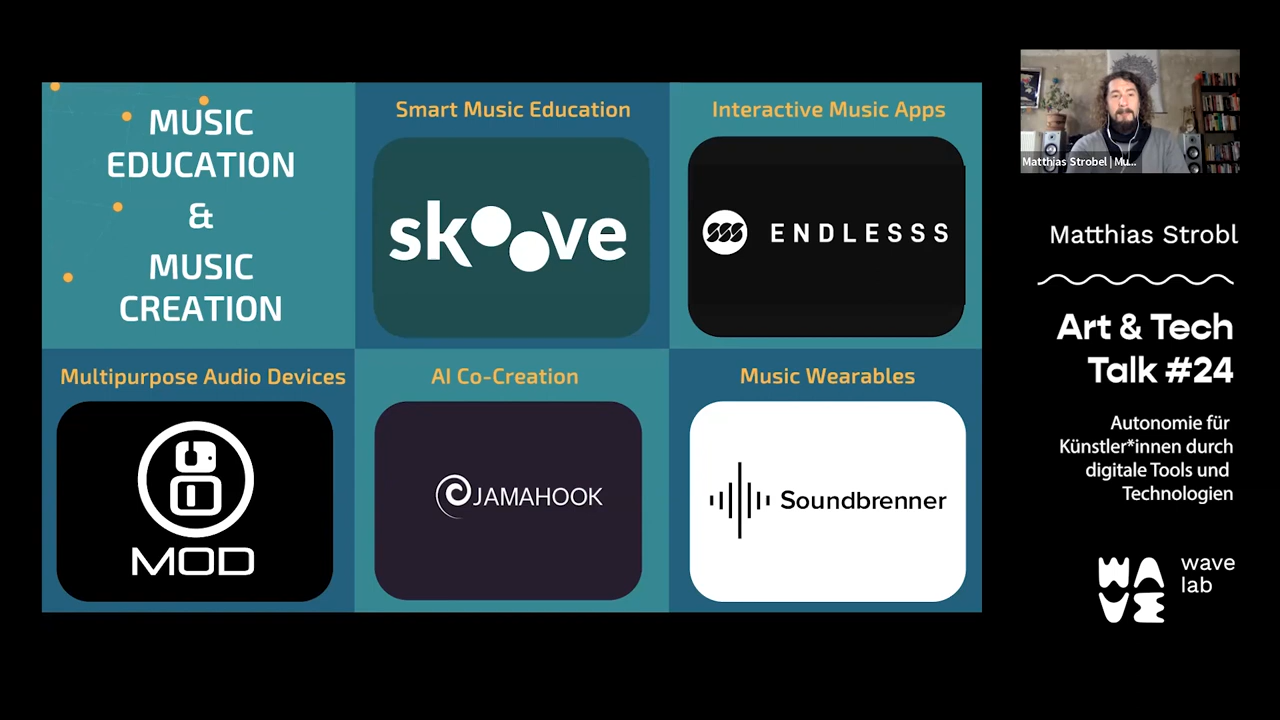 MUSIC
EDUCATION
&
MUSIC
CREATION
Smart Music Education
skoove
Interactive Music Apps
ENDLESSS
Multipurpose Audio Devices
MOD
AI Co-Creation
JAMAHOOK
Music Wearables
Soundbrenner
Matthias Strobel | Mu...
Matthias Strobl
Art & Tech
Talk #24
Autonomie für
Künstler*innen durch
digitale Tools und
Technologien
WAVE
wave
lab